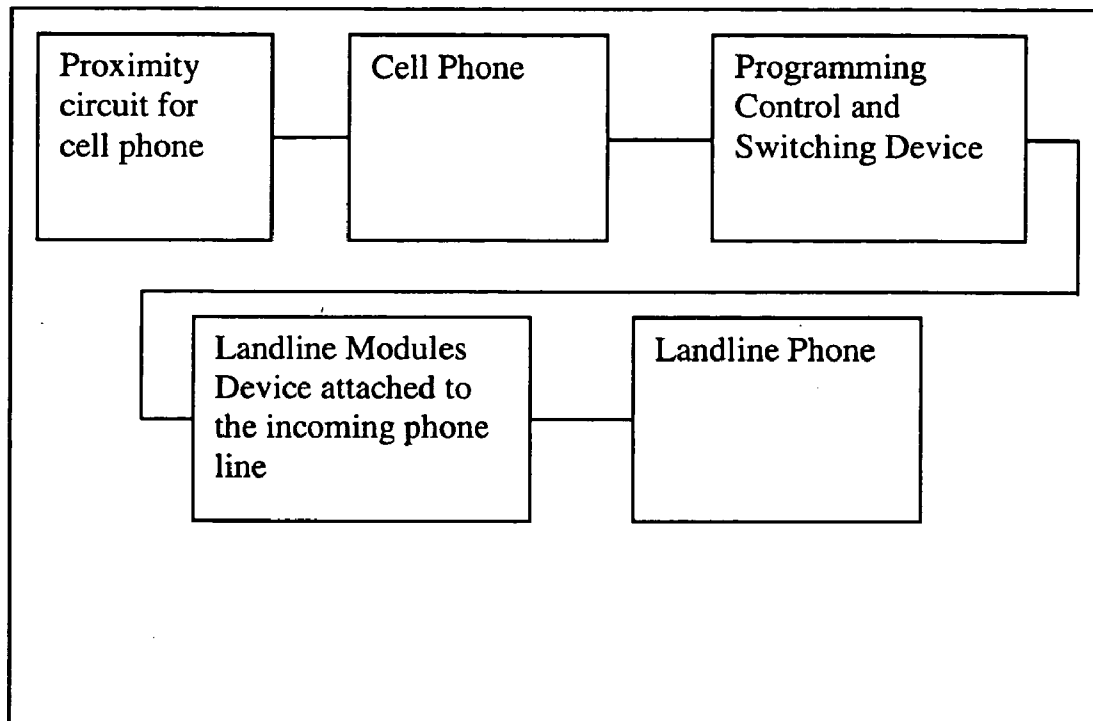 Proximity
circuit for
cell phone
Cell Phone
Programming
Control and
Switching Device
Landline Modules
Device attached to
the incoming phone
line
Landline Phone